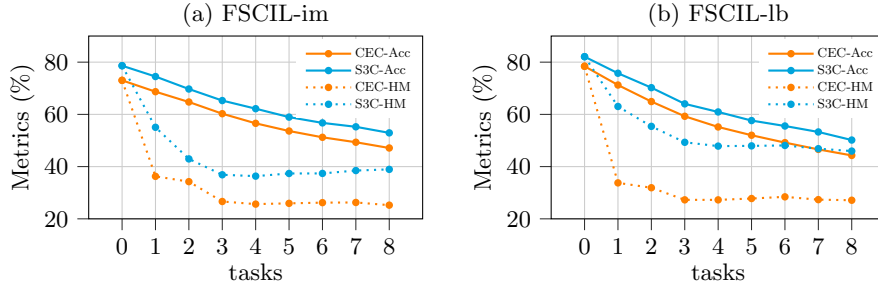 (a) FSCIL-im
Metrics (%)
80
60
40
20
CEC-Acc
S3C-Acc
CEC-HM
S3C-HM
0 1 2 3 4 5 6 7 8
tasks
(b) FSCIL-lb
Metrics (%)
80
60
40
20
CEC-Acc
S3C-Acc
CEC-HM
S3C-HM
0 1 2 3 4 5 6 7 8
tasks